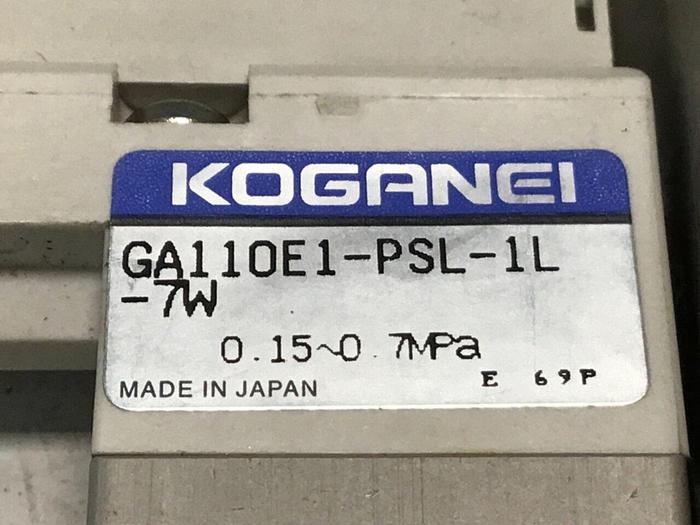 KOGANEI
GA110E1-PSL-1L
-7W
0.15~0.7MPa
MADE IN JAPAN E 69P